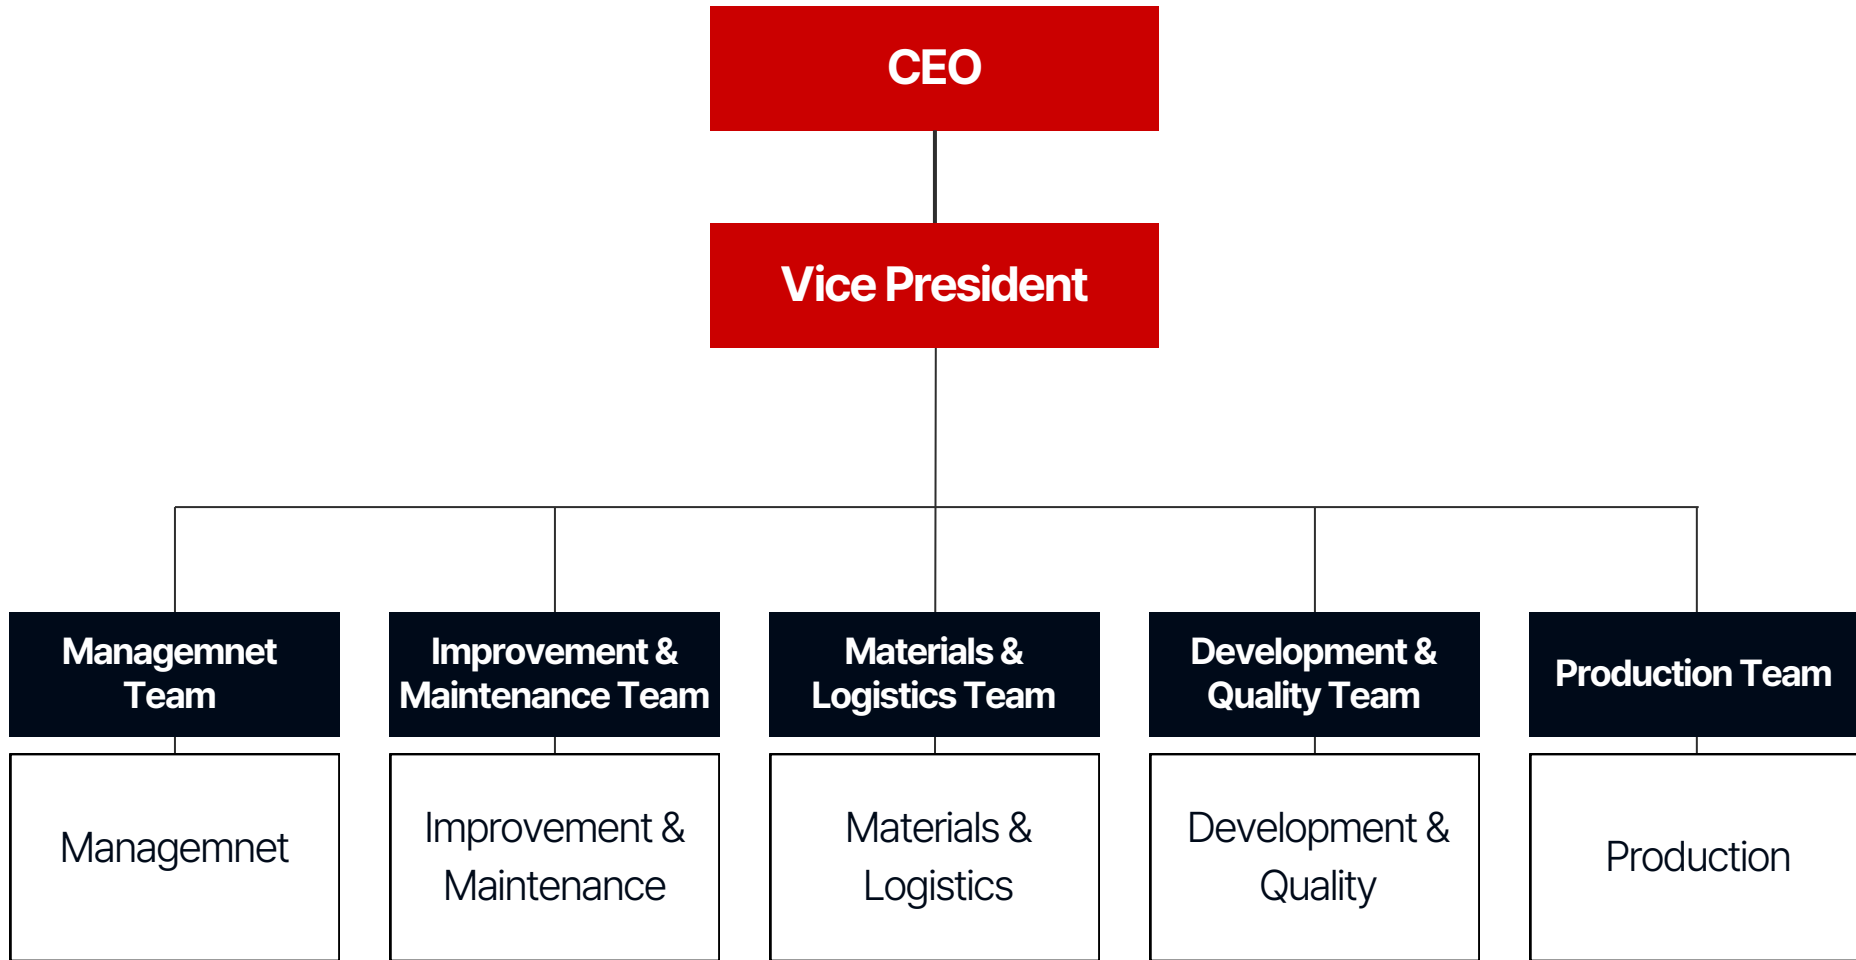 CEO
Vice President
Managemnet
Team
Improvement &
Maintenance Team
Materials &
Logistics Team
Development &
Quality Team
Production Team
Managemnet
Improvement &
Maintenance
Materials &
Logistics
Development &
Quality
Production